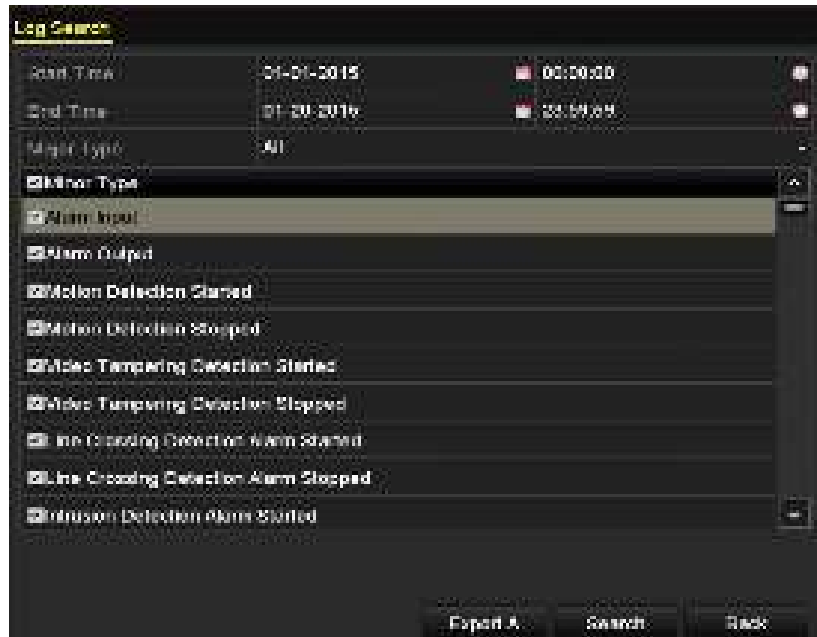 Log Search
Start Time 01-01-2015 00:00:00
End Time 01-20-2016 23:59:59
Major Type All
Minor Type
Alarm Input
Alarm Output
Motion Detection Started
Motion Detection Stopped
Video Tampering Detection Started
Video Tampering Detection Stopped
Line Crossing Detection Alarm Started
Line Crossing Detection Alarm Stopped
Intrusion Detection Alarm Started
Export A Search Back